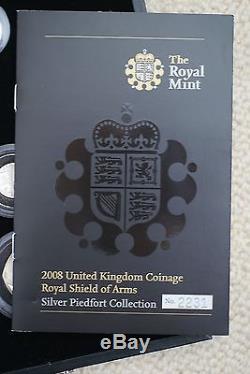 The
Royal
Mint
2008 United Kingdom Coinage
Royal Shield of Arms
Silver Piedfort Collection
No. 2231